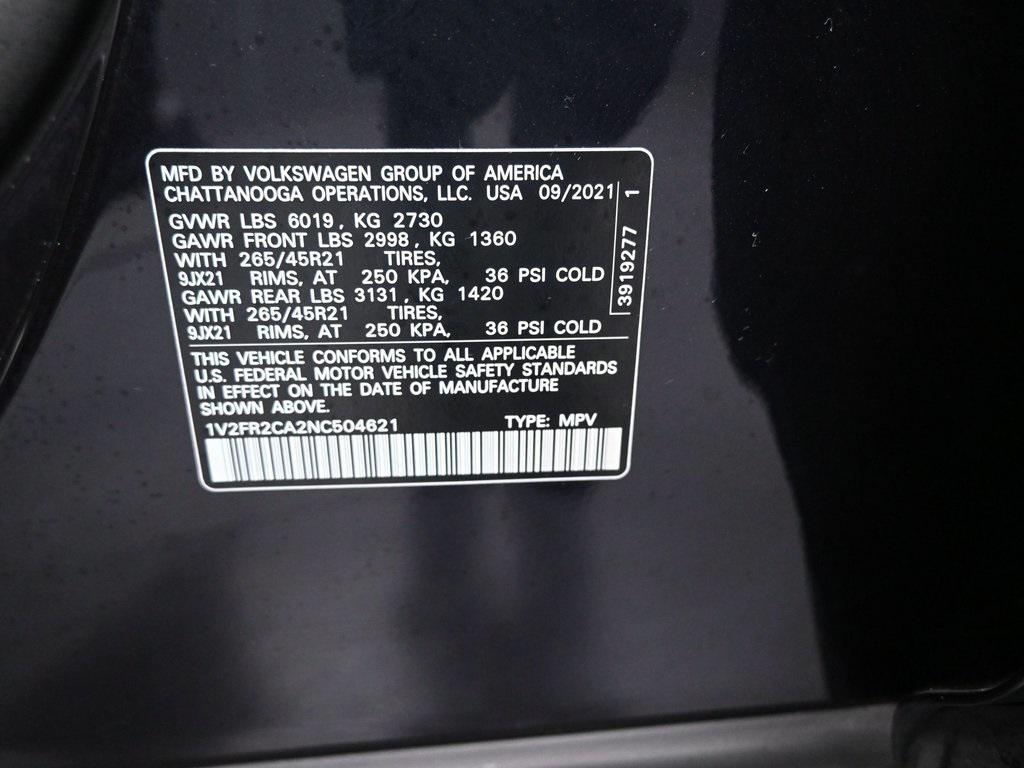 MFD BY VOLKSWAGEN GROUP OF AMERICA
CHATTANOOGA OPERATIONS, LLC. USA 09/2021
GVWR LBS 6019, KG 2730
GAWR FRONT LBS 2998, KG 1360
WITH 265/45R21 TIRES,
9JX21 RIMS, AT 250 KPA, 36 PSI COLD
GAWR REAR LBS 3131, KG 1420
WITH 265/45R21 TIRES,
9JX21 RIMS, AT 250 KPA, 36 PSI COLD
3919277 1
THIS VEHICLE CONFORMS TO ALL APPLICABLE
U.S. FEDERAL MOTOR VEHICLE SAFETY STANDARDS
IN EFFECT ON THE DATE OF MANUFACTURE
SHOWN ABOVE.
1V2FR2CA2NC504621 TYPE: MPV